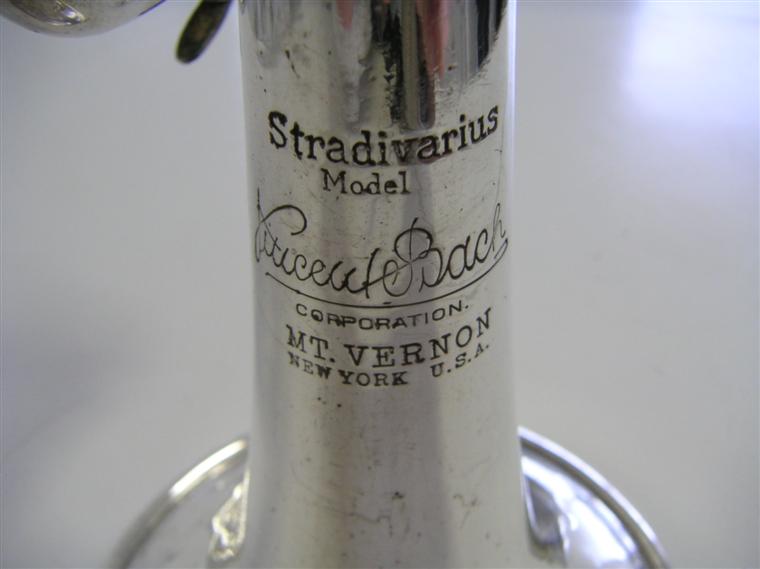 Stradivarius
Model
Vincent Bach
CORPORATION.
MT. VERNON
NEW YORK U.S.A.